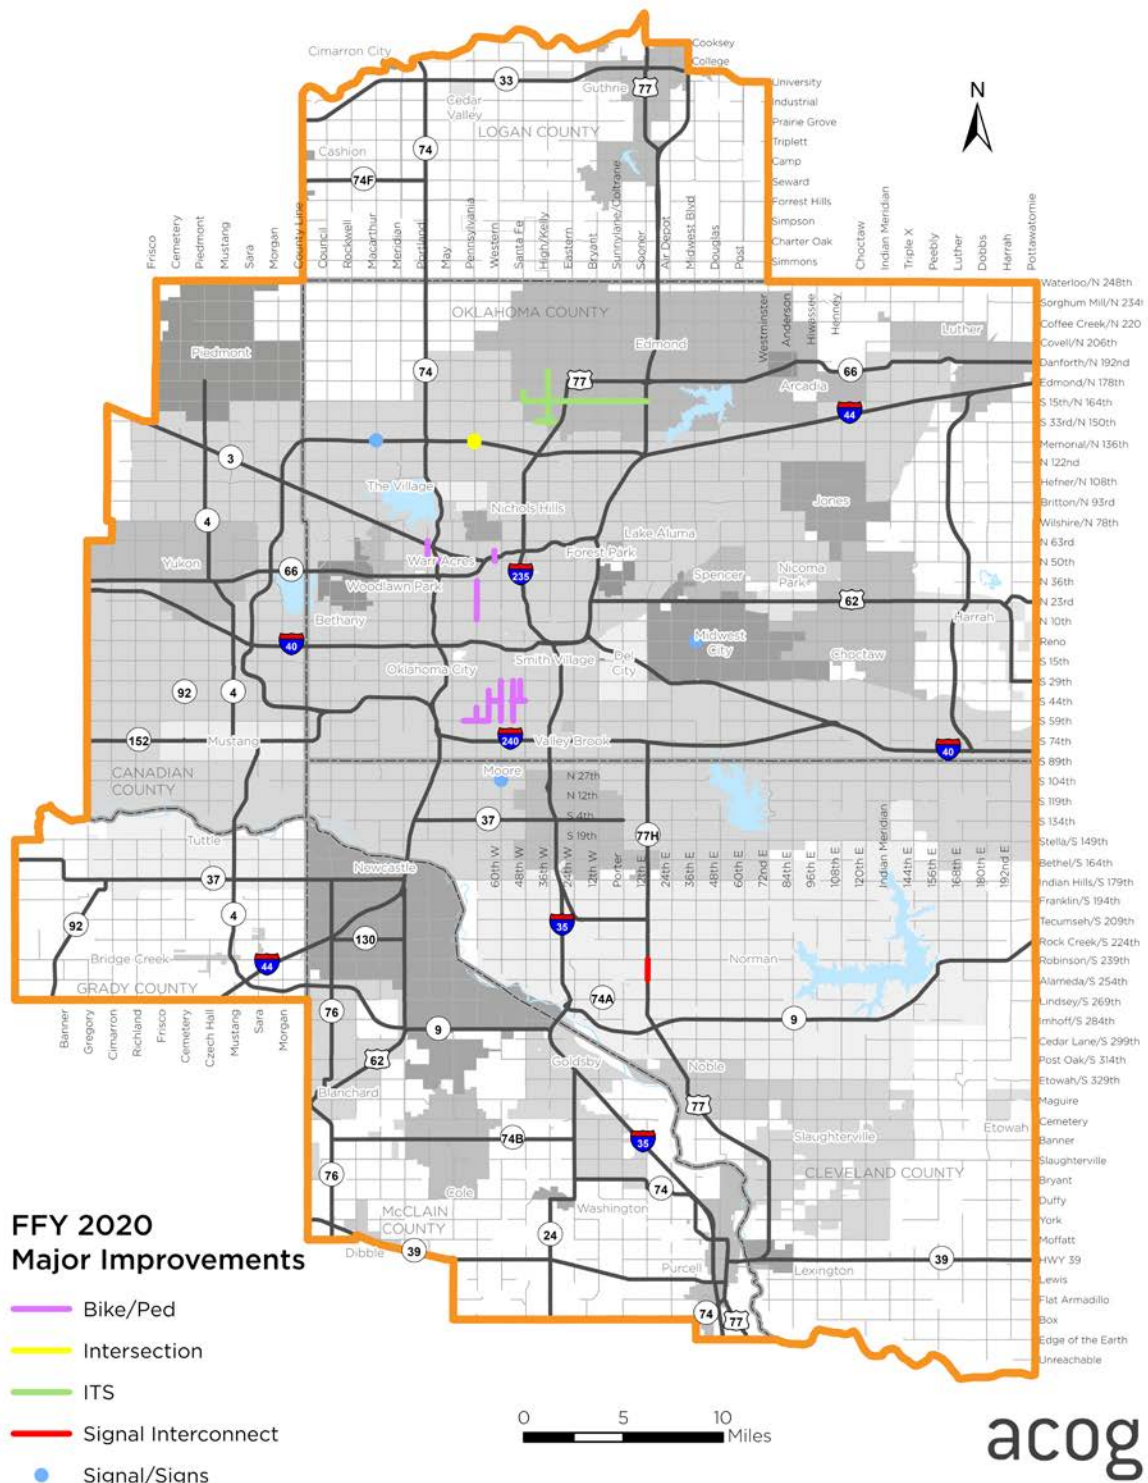 Cooksey
College
Cimarron City
33
Guthrie
77
University
Industrial
Prairie Grove
Triplett
Camp
Seward
Forrest Hills
Simpson
Charter Oak
Simmons
N
Cedar
Valley
LOGAN COUNTY
Cashion
74
74F
Frisco
Cemetery
Piedmont
Mustang
Sara
Morgan
County Line
Council
Rockwell
Macarthur
Meridian
Portland
May
Pennsylvania
Western
Santa Fe
High/Kelly
Eastern
Bryant
Sunnylane/Coltrane
Sooner
Air Depot
Midwest Blvd
Douglas
Post
Choctaw
Indian Meridian
Triple X
Peebly
Luther
Dobbs
Harrah
Pottawatomie
Westminster
Anderson
Hiwassee
Henney
Waterloo/N 248th
Sorghum Mill/N 234t
Coffee Creek/N 220
Covell/N 206th
Danforth/N 192nd
Edmond/N 178th
S 15th/N 164th
S 33rd/N 150th
Memorial/N 136th
N 122nd
Hefner/N 108th
Britton/N 93rd
Wilshire/N 78th
N 63rd
N 50th
N 36th
N 23rd
N 10th
Reno
S 15th
S 29th
S 44th
S 59th
S 74th
S 89th
S 104th
S 119th
S 134th
Stella/S 149th
Bethel/S 164th
Indian Hills/S 179th
Franklin/S 194th
Tecumseh/S 209th
Rock Creek/S 224th
Robinson/S 239th
Alameda/S 254th
Lindsey/S 269th
Imhoff/S 284th
Cedar Lane/S 299th
Post Oak/S 314th
Etowah/S 329th
Maguire
Cemetery
Banner
Slaughterville
Bryant
Duffy
York
Moffatt
HWY 39
Lewis
Flat Armadillo
Box
Edge of the Earth
Unreachable
OKLAHOMA COUNTY
Piedmont
Edmond
Luther
74
77
66
Arcadia
44
3
The Village
Nichols Hills
Jones
4
Lake Aluma
Yukon
Warr Acres
Forest Park
66
235
Spencer
Nicoma
Park
Woodlawn Park
62
Bethany
Harrah
40
Midwest
City
Oklahoma City
Smith Village
Del
City
Choctaw
92
4
152
Mustang
240
Valley Brook
40
CANADIAN
COUNTY
Moore
N 27th
N 12th
S 4th
S 19th
37
77H
Tuttle
Newcastle
60th W
48th W
36th W
24th W
12th W
Porter
12th E
24th E
36th E
48th E
60th E
72nd E
84th E
96th E
108th E
120th E
Indian Meridian
144th E
156th E
168th E
180th E
192nd E
37
4
92
35
130
Bridge Creek
44
Norman
GRADY COUNTY
74A
76
9
9
Banner
Gregory
Cimarron
Richland
Frisco
Cemetery
Czech Hall
Mustang
Sara
Morgan
62
Goldsby
Noble
Blanchard
77
74B
35
Slaughterville
Etowah
76
CLEVELAND COUNTY
Cole
74
Washington
McCLAIN
COUNTY
24
Dibble
39
Purcell
Lexington
39
74
77
FFY 2020
Major Improvements
Bike/Ped
Intersection
ITS
Signal Interconnect
Signal/Signs
0 5 10
Miles
acog